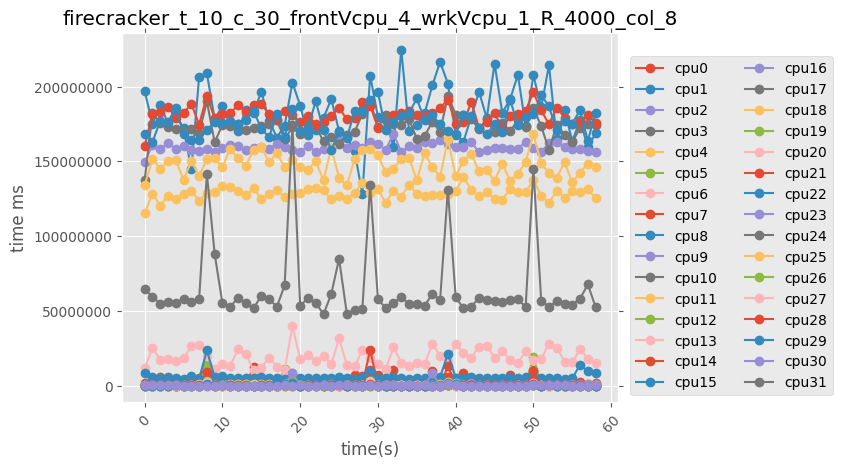 firecracker_t_10_c_30_frontVcpu_4_wrkVcpu_1_R_4000_col_8
time ms
200000000
150000000
100000000
50000000
0
0
10
20
30
40
50
60
time(s)
cpu0
cpu1
cpu2
cpu3
cpu4
cpu5
cpu6
cpu7
cpu8
cpu9
cpu10
cpu11
cpu12
cpu13
cpu14
cpu15
cpu16
cpu17
cpu18
cpu19
cpu20
cpu21
cpu22
cpu23
cpu24
cpu25
cpu26
cpu27
cpu28
cpu29
cpu30
cpu31